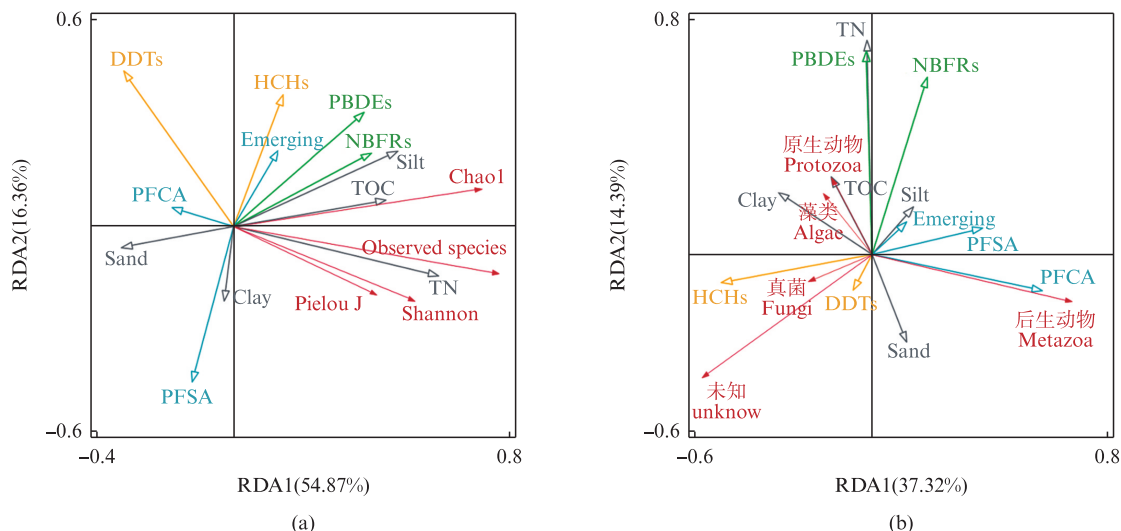 0.6
DDTs
HCHs
PBDEs
Emerging
NBFRs
Silt
TOC
Chao1
PFCA
Sand
Observed species
TN
Clay
Pielou J
Shannon
PFSA
-0.6
-0.4
0.8
RDA2(16.36%)
RDA1(54.87%)
(a)
0.8
TN
PBDEs
NBFRs
原生动物
Protozoa
TOC
Clay
Silt
藻类
Algae
Emerging
PFSA
HCHs
真菌
Fungi
DDTs
PFCA
后生动物
Metazoa
Sand
未知
unknow
-0.6
-0.6
0.8
RDA2(14.39%)
RDA1(37.32%)
(b)